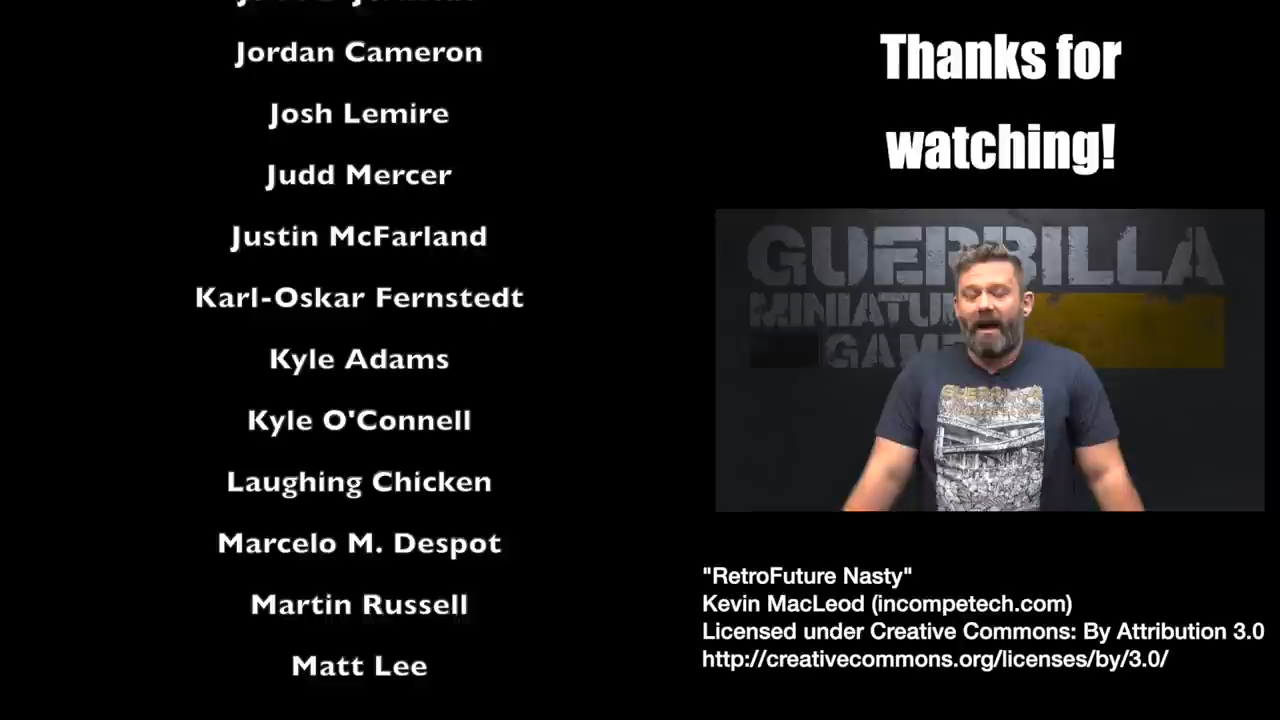 Jordan Cameron
Josh Lemire
Judd Mercer
Justin McFarland
Karl-Oskar Fernstedt
Kyle Adams
Kyle O'Connell
Laughing Chicken
Marcelo M. Despot
Martin Russell
Matt Lee
Thanks for
watching!
GUERRILLA
"RetroFuture Nasty"
Kevin MacLeod (incompetech.com)
Licensed under Creative Commons: By Attribution 3.0
http://creativecommons.org/licenses/by/3.0/